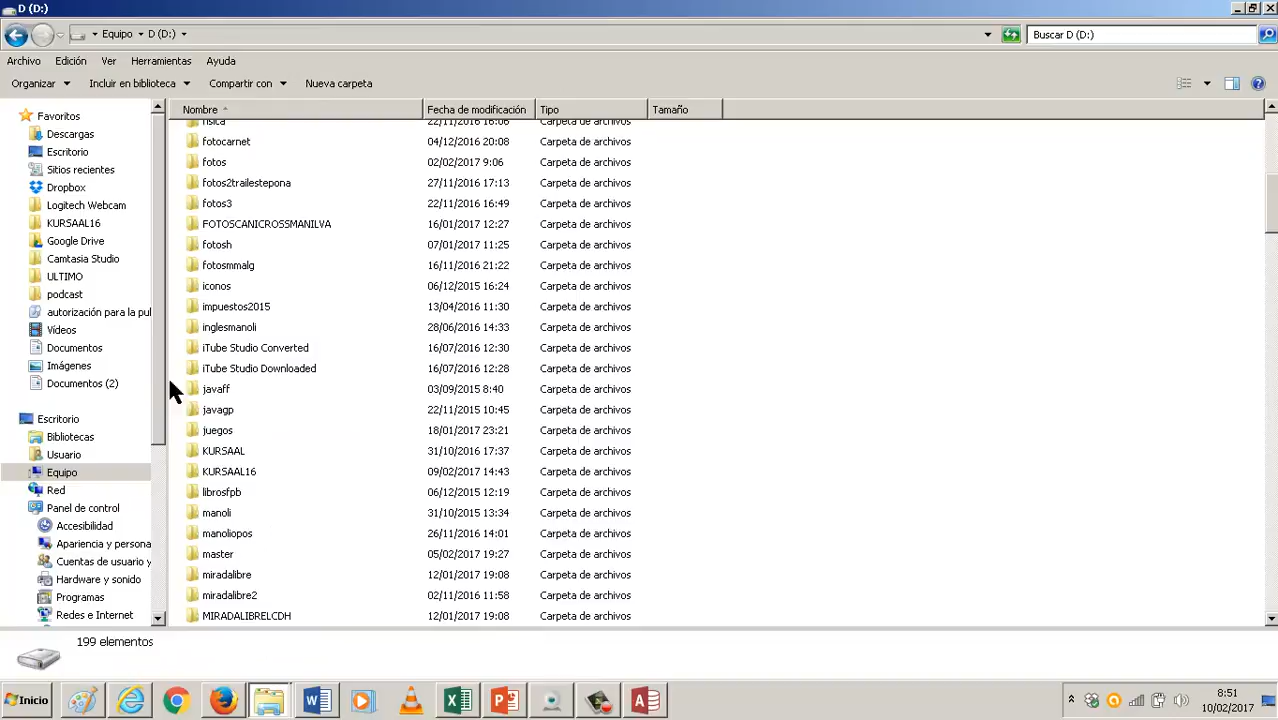 D (D:)
Equipo D (D:) Buscar D (D:)
Archivo Edición Ver Herramientas Ayuda
Organizar Incluir en biblioteca Compartir con Nueva carpeta
Nombre Fecha de modificación Tipo Tamaño
Favoritos
Descargas
Escritorio
Sitios recientes
Dropbox
Logitech Webcam
KURSAAL16
Google Drive
Camtasia Studio
ULTIMO
podcast
autorización para la pul
Vídeos
Documentos
Imágenes
Documentos (2)
Escritorio
Bibliotecas
Usuario
Equipo
Red
Panel de control
Accesibilidad
Apariencia y persona
Cuentas de usuario y
Hardware y sonido
Programas
Redes e Internet
fisica 22/11/2016 16:06 Carpeta de archivos
fotocarnet 04/12/2016 20:08 Carpeta de archivos
fotos 02/02/2017 9:06 Carpeta de archivos
fotos2trailestepona 27/11/2016 17:13 Carpeta de archivos
fotos3 22/11/2016 16:49 Carpeta de archivos
FOTOSCANICROSSMANILVA 16/01/2017 12:27 Carpeta de archivos
fotosh 07/01/2017 11:25 Carpeta de archivos
fotosmmalg 16/11/2016 21:22 Carpeta de archivos
iconos 06/12/2015 16:24 Carpeta de archivos
impuestos2015 13/04/2016 11:30 Carpeta de archivos
inglesmanoli 28/06/2016 14:33 Carpeta de archivos
iTube Studio Converted 16/07/2016 12:30 Carpeta de archivos
iTube Studio Downloaded 16/07/2016 12:28 Carpeta de archivos
javaff 03/09/2015 8:40 Carpeta de archivos
javagp 22/11/2015 10:45 Carpeta de archivos
juegos 18/01/2017 23:21 Carpeta de archivos
KURSAAL 31/10/2016 17:37 Carpeta de archivos
KURSAAL16 09/02/2017 14:43 Carpeta de archivos
librosfpb 06/12/2015 12:19 Carpeta de archivos
manoli 31/10/2015 13:34 Carpeta de archivos
manoliopos 26/11/2016 14:01 Carpeta de archivos
master 05/02/2017 19:27 Carpeta de archivos
miradalibre 12/01/2017 19:08 Carpeta de archivos
miradalibre2 02/11/2016 11:58 Carpeta de archivos
MIRADALIBRELCDH 12/01/2017 19:08 Carpeta de archivos
199 elementos
Inicio
8:51
10/02/2017